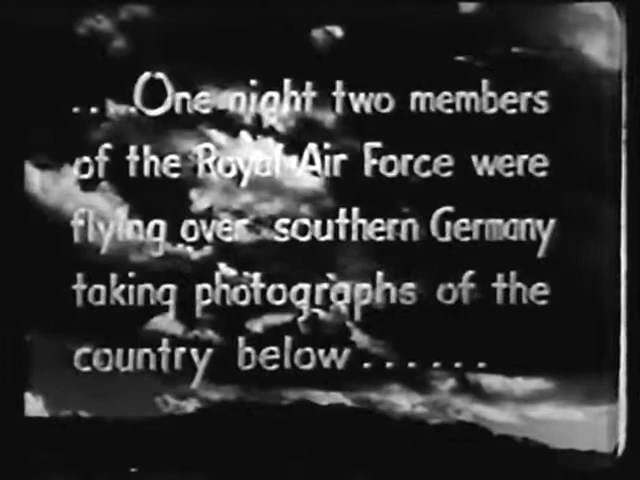 ....One night two members
of the Royal Air Force were
flying over southern Germany
taking photographs of the
country below......